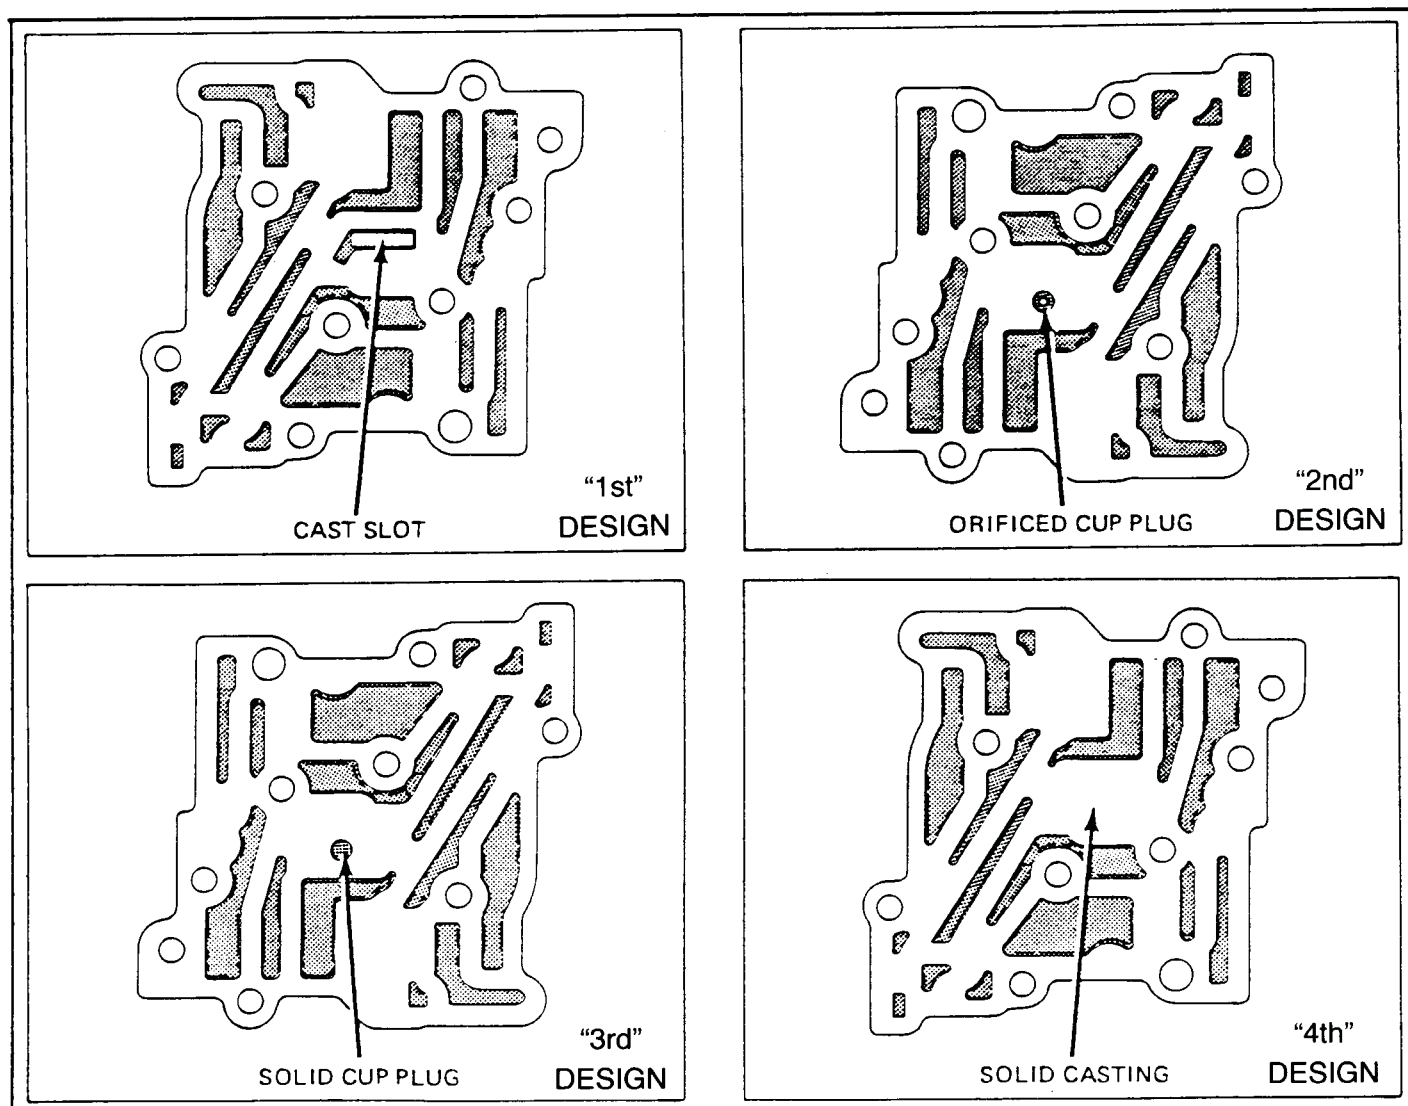 “1st”
DESIGN
CAST SLOT
“2nd”
DESIGN
ORIFICED CUP PLUG
“3rd”
DESIGN
SOLID CUP PLUG
“4th”
DESIGN
SOLID CASTING